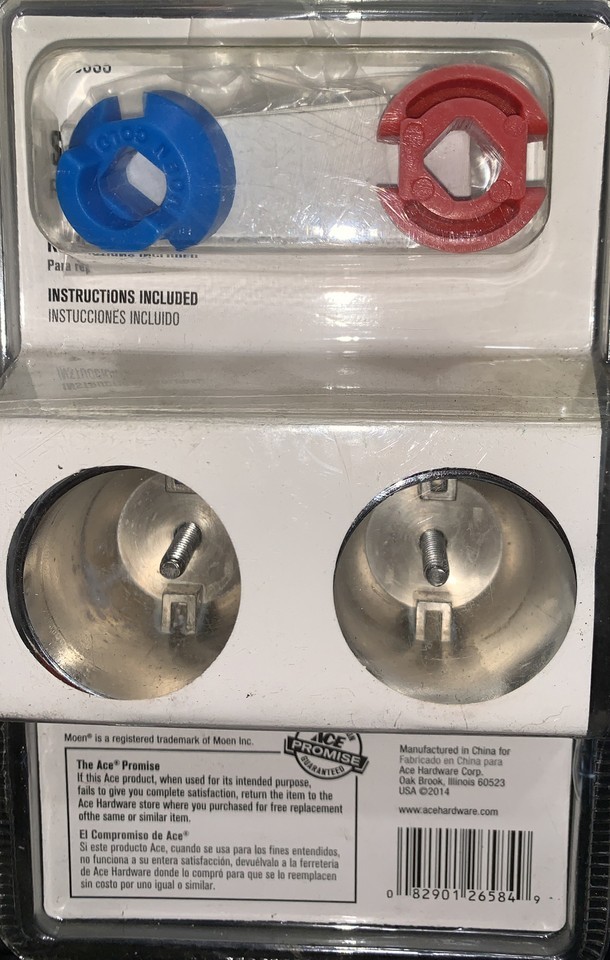 STOP COLD
Para rep
INSTRUCTIONS INCLUDED
INSTUCCIONES INCLUIDO
Moen® is a registered trademark of Moen Inc.
The Ace® Promise
If this Ace product, when used for its intended purpose,
fails to give you complete satisfaction, return the item to the
Ace Hardware store where you purchased for free replacement
ofthe same or similar item.
El Compromiso de Ace®
Si este producto Ace, cuando se usa para los fines entendidos,
no funciona a su entera satisfacción, devuélvalo a la ferreteria
de Ace Hardware donde lo compró para que se lo reemplacen
sin costo por uno igual o similar.
ACE
PROMISE
GUARANTEED
Manufactured in China for
Fabricado en China para
Ace Hardware Corp.
Oak Brook, Illinois 60523
USA ©2014
www.acehardware.com
0 82901 26584 9